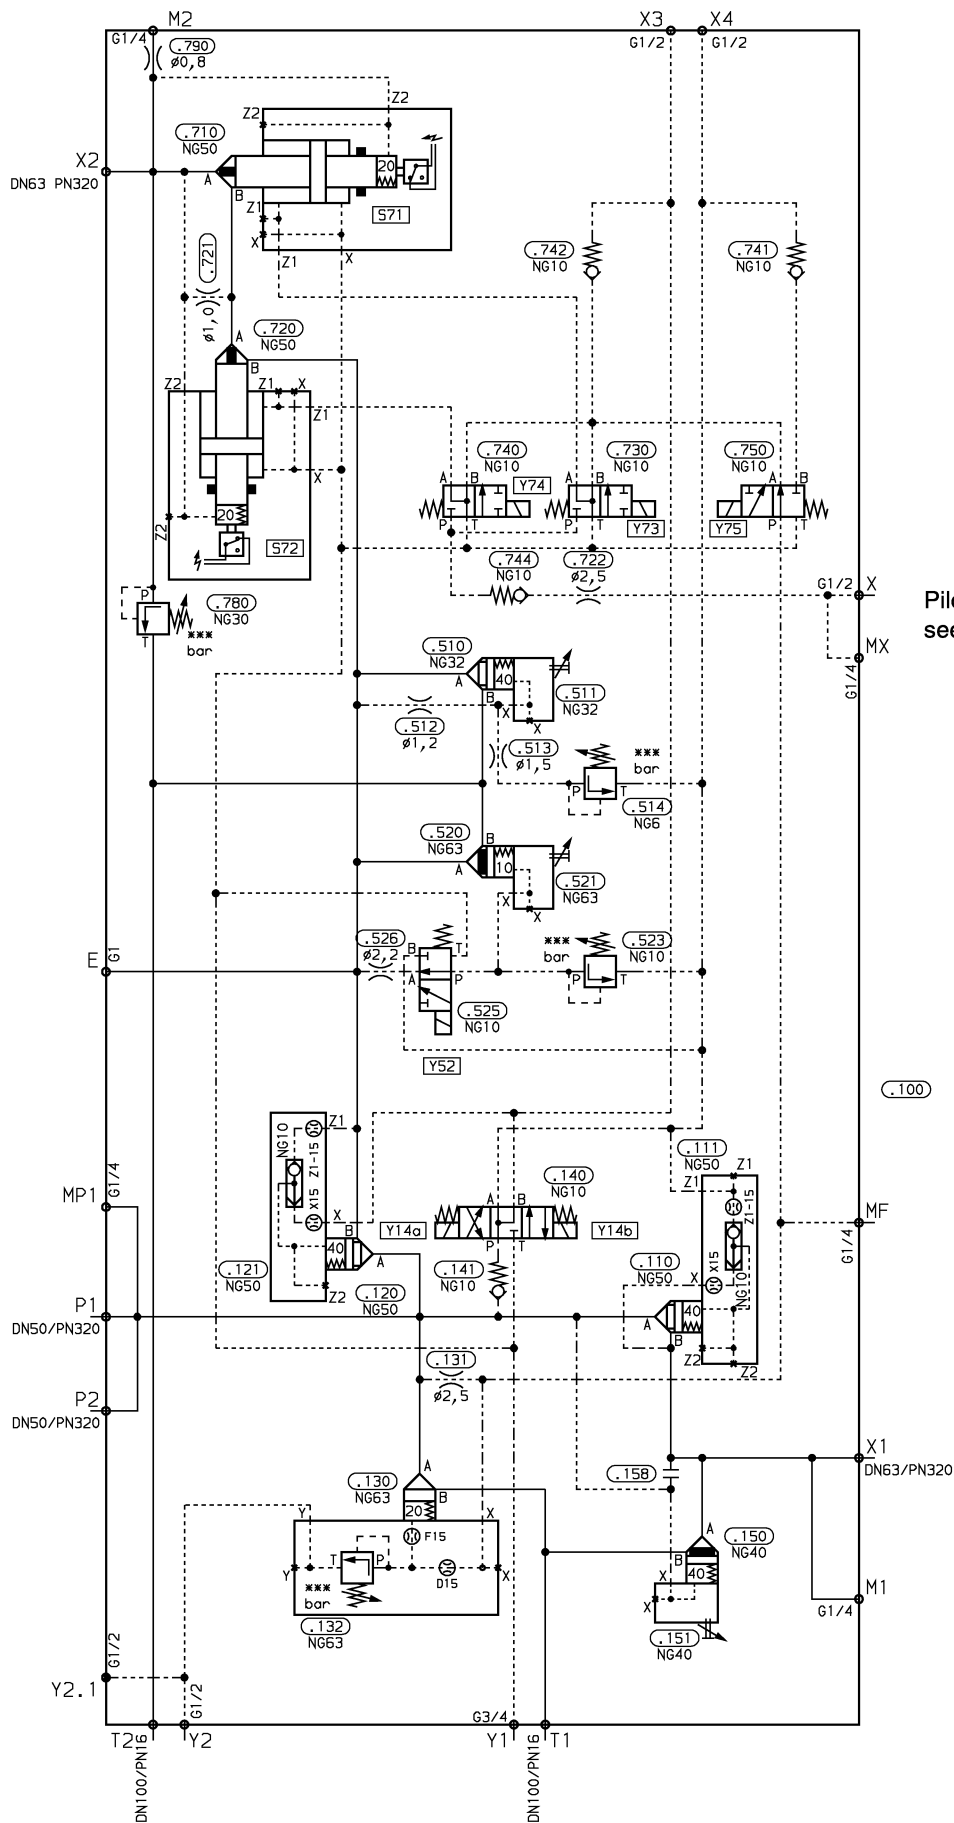 M2
X3
X4
G1/4
G1/2
G1/2
.790
ø0,8
Z2
Z2
.710
NG50
X2
DN63 PN320
A
B
20
S71
Z1
X
Z1
X
.721
ø1,0
.742
NG10
.741
NG10
.720
NG50
A
B
Z2
Z1
X
Z1
X
20
Z2
S72
.740
NG10
.730
NG10
.750
NG10
A
B
Y74
A
B
A
B
P
T
P
T
Y73
Y75
P
T
.744
NG10
.722
ø2,5
G1/2
X
MX
G1/4
Pilo
see
P
T
.780
NG30
***
bar
.510
NG32
A
40
B
X
X
.511
NG32
.512
ø1,2
.513
ø1,5
***
bar
P
T
.514
NG6
.520
NG63
B
A
10
X
X
.521
NG63
E
G1
.526
ø2,2
B
T
A
P
***
bar
.523
NG10
P
T
.525
NG10
Y52
.100
NG10
Z1
Z1-15
X15
X
MP1
G1/4
.140
NG10
A
B
Y14a
Y14b
P
T
.111
NG50
Z1
Z1
Z1-15
MF
G1/4
B
40
A
.121
NG50
.120
NG50
Z2
.141
NG10
.110
NG50
X
X15
NG10
A
40
B
Z2
Z2
P1
DN50/PN320
.131
ø2,5
P2
DN50/PN320
X1
DN63/PN320
.158
A
.130
NG63
B
20
Y
X
F15
T
P
Y
X
D15
***
bar
.132
NG63
A
.150
NG40
B
40
X
X
.151
NG40
M1
G1/4
G1/2
Y2.1
G1/2
G3/4
T2
Y2
Y1
T1
DN100/PN16
DN100/PN16